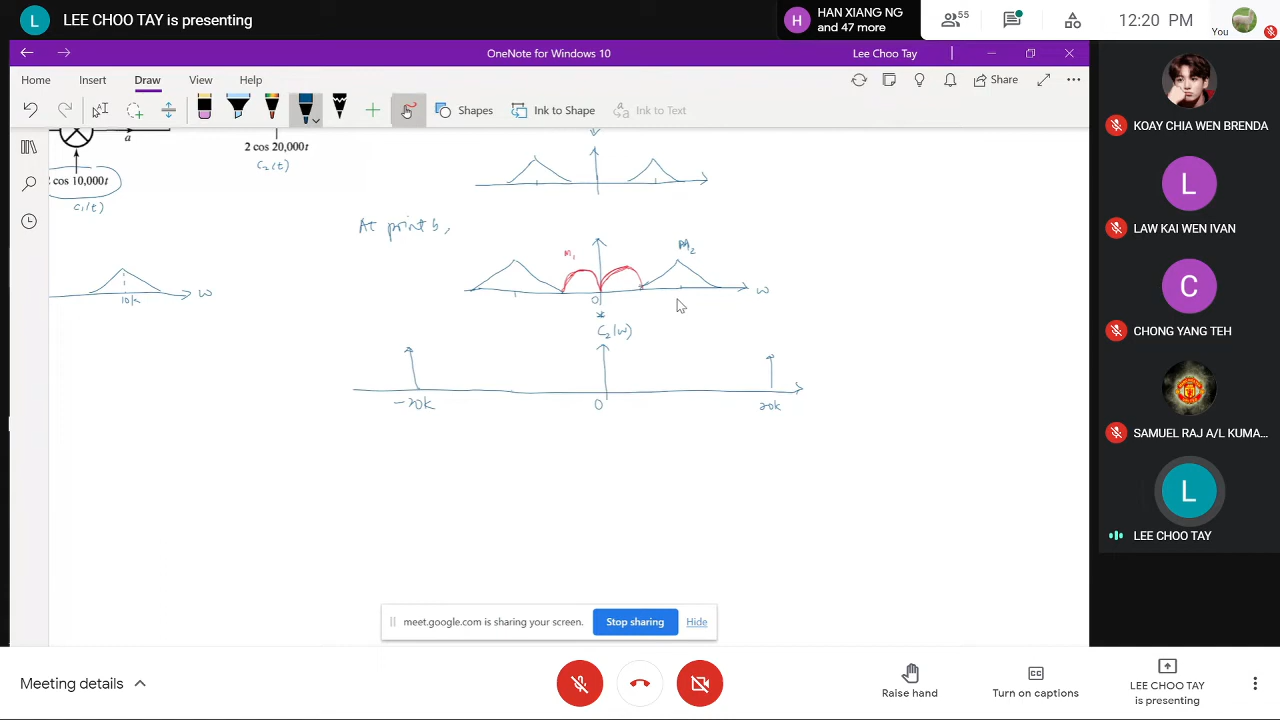 L
LEE CHOO TAY is presenting
H
HAN XIANG NG
and 47 more
55
12:20 PM
You
OneNote for Windows 10
Lee Choo Tay
Home
Insert
Draw
View
Help
Share
Shapes
Ink to Shape
Ink to Text
a
2 cos 20,000t
C₂(t)
cos 10,000t
C₁(t)
At point b,
M₁
M₂
0
ω
*
C₂(ω)
10k
ω
-20k
0
20k
KOAY CHIA WEN BRENDA
L
LAW KAI WEN IVAN
C
CHONG YANG TEH
SAMUEL RAJ A/L KUMA...
L
LEE CHOO TAY
meet.google.com is sharing your screen.
Stop sharing
Hide
Meeting details
Raise hand
Turn on captions
LEE CHOO TAY
is presenting